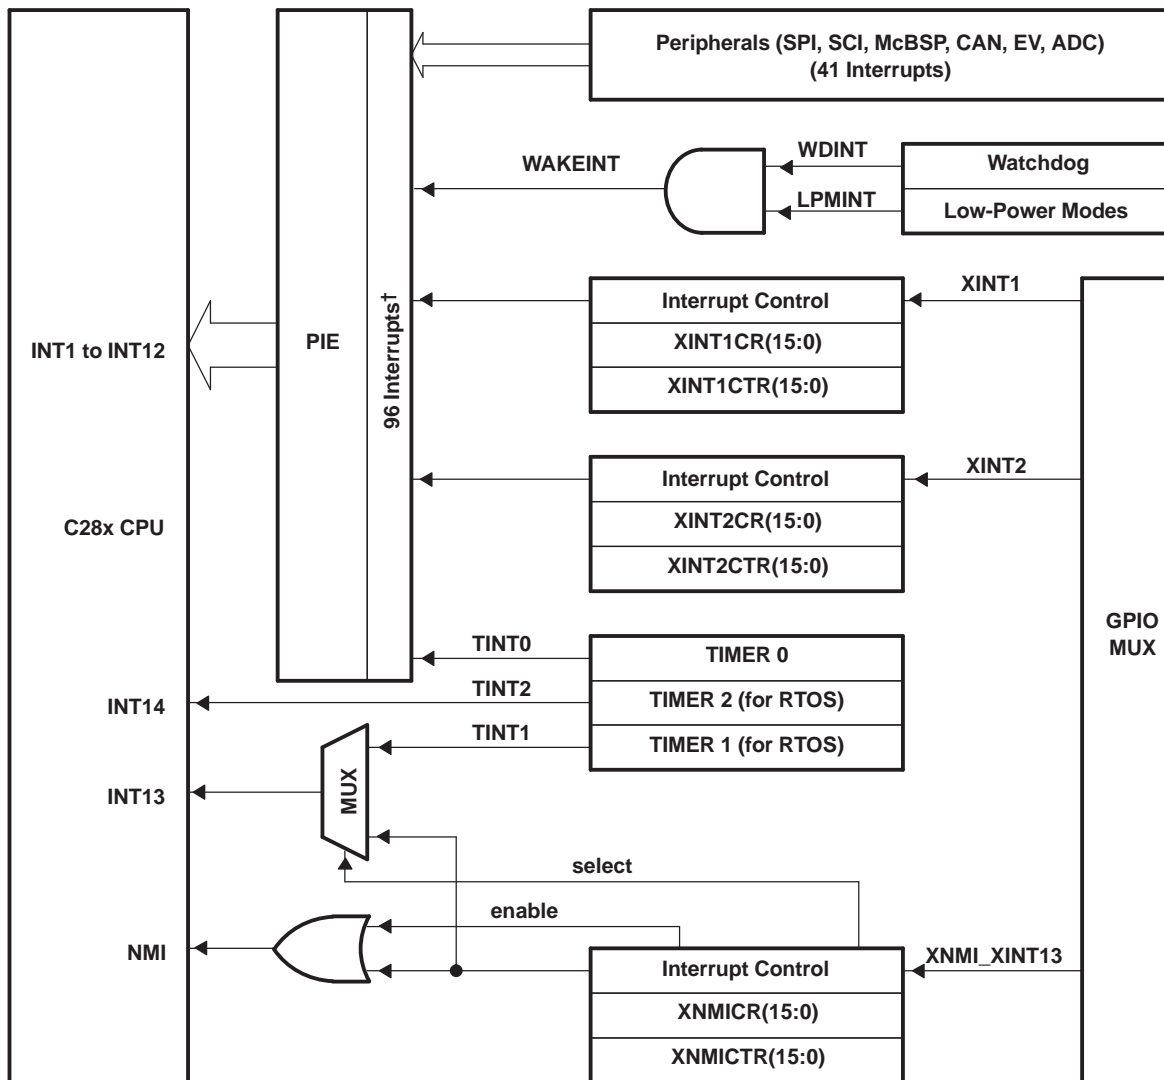 Peripherals (SPI, SCI, McBSP, CAN, EV, ADC)
(41 Interrupts)
WDINT
Watchdog
WAKEINT
LPMINT
Low-Power Modes
XINT1
Interrupt Control
96 Interrupts†
PIE
INT1 to INT12
XINT1CR(15:0)
XINT1CTR(15:0)
XINT2
Interrupt Control
C28x CPU
XINT2CR(15:0)
XINT2CTR(15:0)
GPIO
MUX
TINT0
TIMER 0
TINT2
INT14
TIMER 2 (for RTOS)
TINT1
TIMER 1 (for RTOS)
MUX
INT13
select
enable
NMI
XNMI_XINT13
Interrupt Control
XNMICR(15:0)
XNMICTR(15:0)